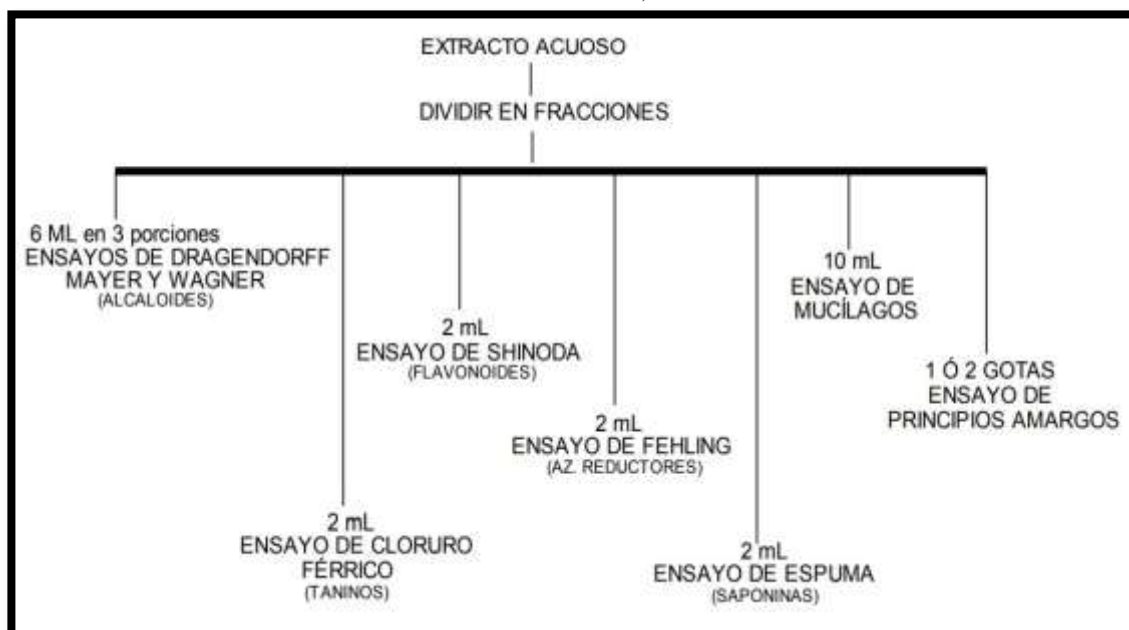 EXTRACTO ACUOSO
DIVIDIR EN FRACCIONES
6 ML en 3 porciones
ENSAYOS DE DRAGENDORFF
MAYER Y WAGNER
(ALCALOIDES)
2 mL
ENSAYO DE CLORURO
FÉRRICO
(TANINOS)
2 mL
ENSAYO DE SHINODA
(FLAVONOIDES)
2 mL
ENSAYO DE FEHLING
(AZ. REDUCTORES)
2 mL
ENSAYO DE ESPUMA
(SAPONINAS)
10 mL
ENSAYO DE
MUCÍLAGOS
1 Ó 2 GOTAS
ENSAYO DE
PRINCIPIOS AMARGOS